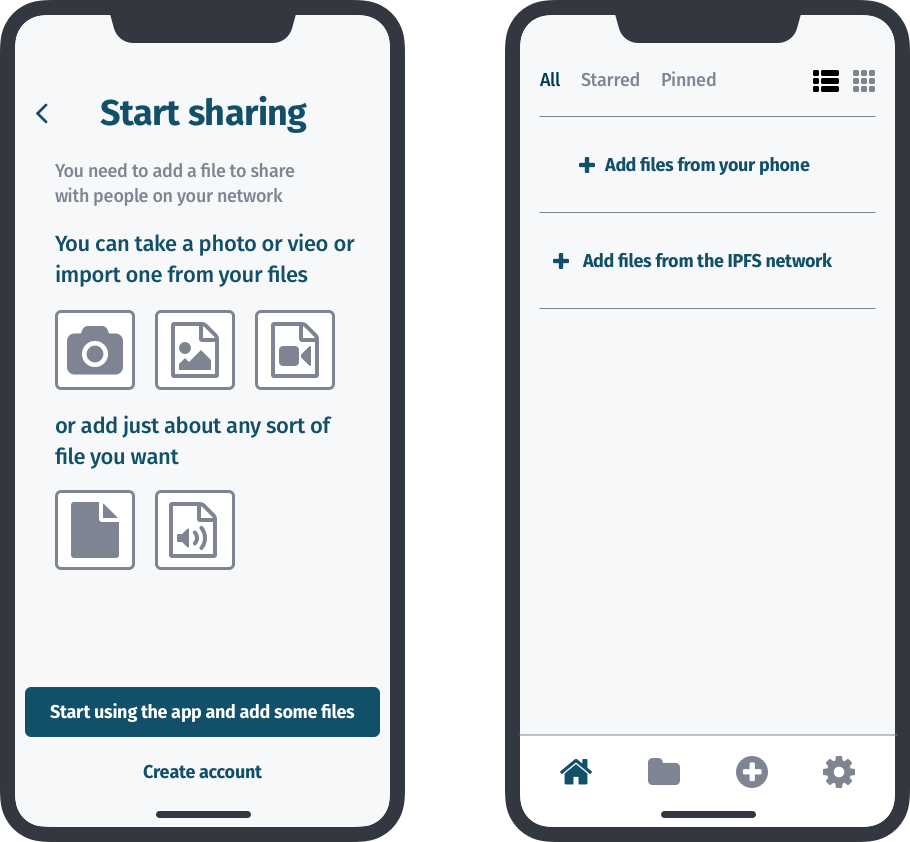 Start sharing
You need to add a file to share
with people on your network
You can take a photo or vieo or
import one from your files
or add just about any sort of
file you want
Start using the app and add some files
Create account
All Starred Pinned
Add files from your phone
Add files from the IPFS network